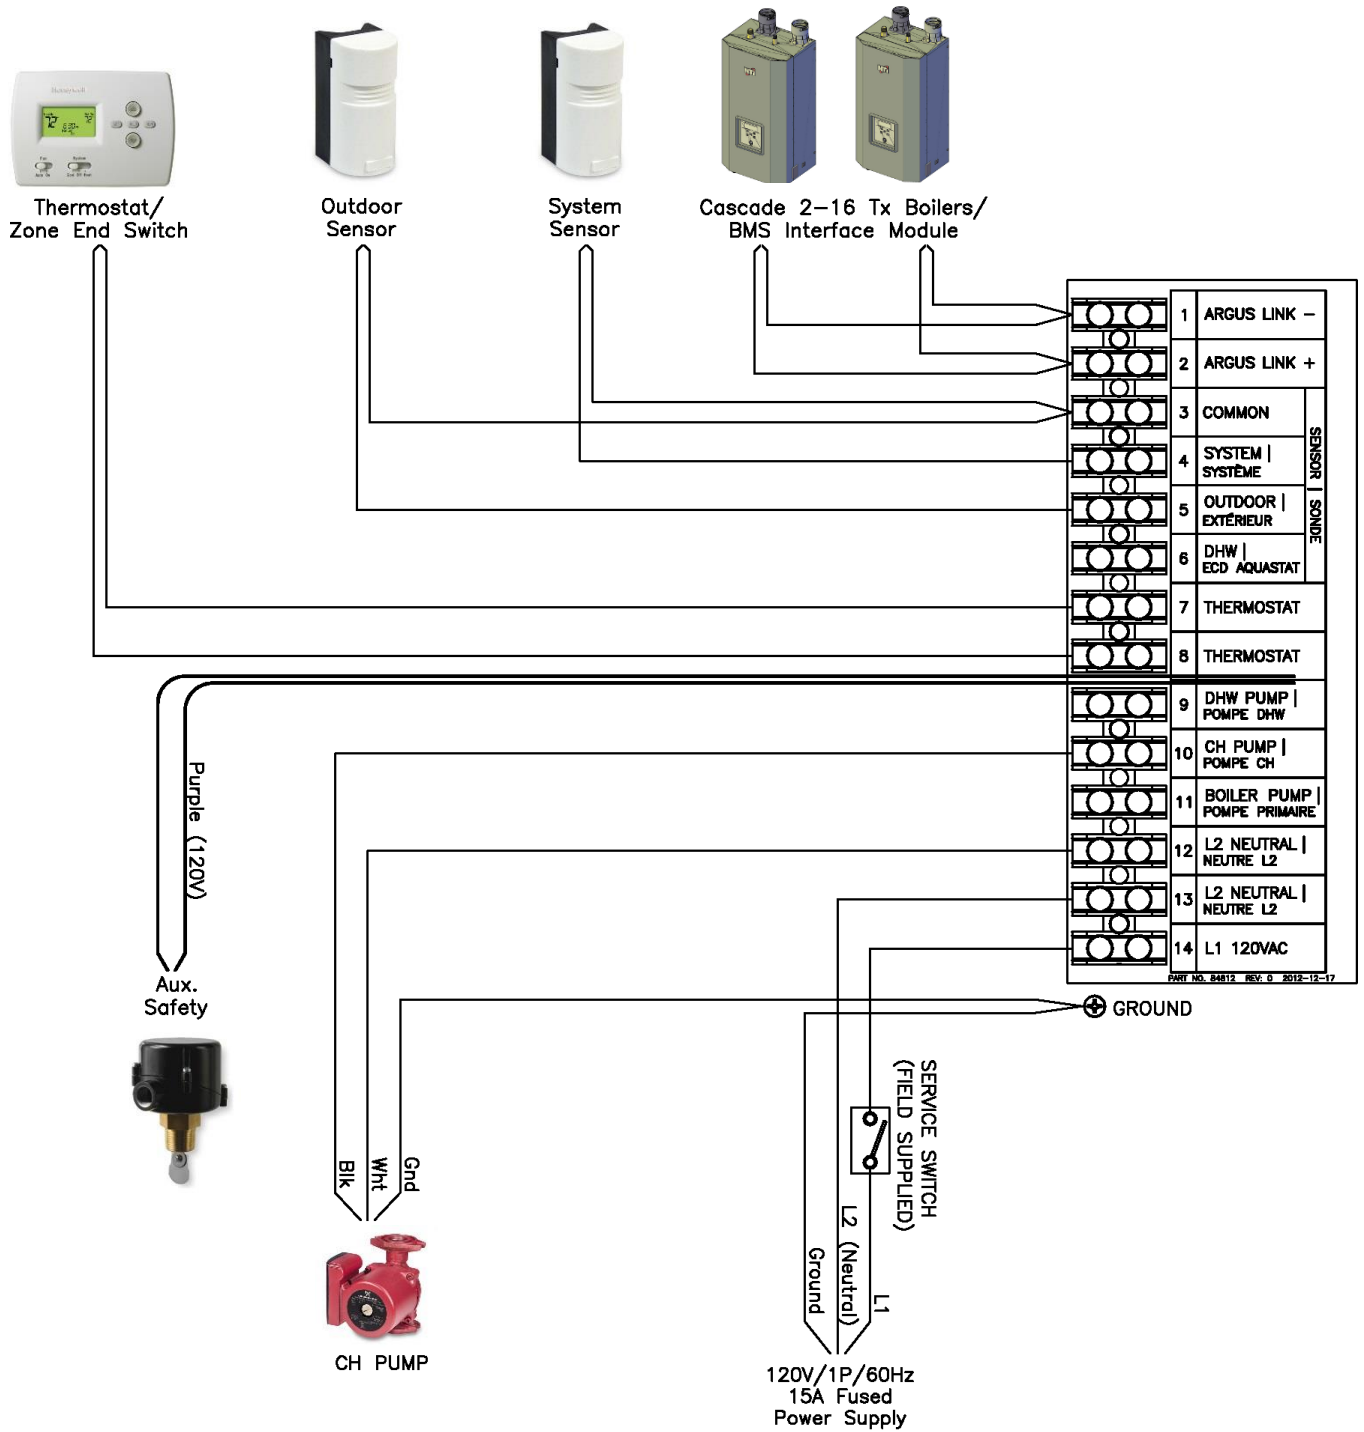 Honeywell
Thermostat/
Zone End Switch
Outdoor
Sensor
System
Sensor
Cascade 2-16 Tx Boilers/
BMS Interface Module
1 ARGUS LINK -
2 ARGUS LINK +
3 COMMON
4 SYSTEM |
SYSTÈME
5 OUTDOOR |
EXTÉRIEUR
6 DHW |
ECD AQUASTAT
SENSOR | SONDE
7 THERMOSTAT
8 THERMOSTAT
9 DHW PUMP |
POMPE DHW
10 CH PUMP |
POMPE CH
11 BOILER PUMP |
POMPE PRIMAIRE
12 L2 NEUTRAL |
NEUTRE L2
13 L2 NEUTRAL |
NEUTRE L2
14 L1 120VAC
PART NO. 84612 REV: 0 2012-12-17
GROUND
Purple (120V)
Aux.
Safety
SERVICE SWITCH
(FIELD SUPPLIED)
Blk
Wht
Gnd
CH PUMP
Ground
L2 (Neutral)
L1
120V/1P/60Hz
15A Fused
Power Supply